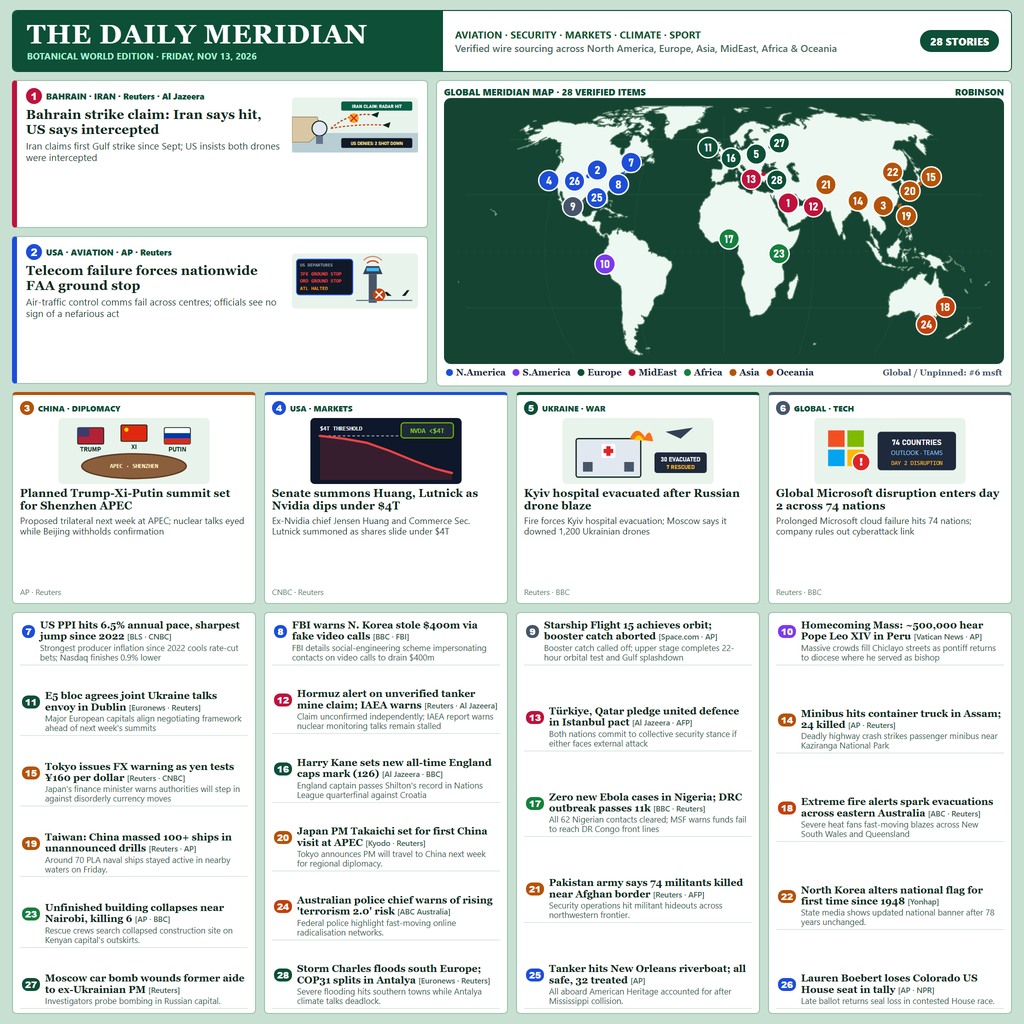 THE DAILY MERIDIAN
BOTANICAL WORLD EDITION · FRIDAY, NOV 13, 2026
AVIATION · SECURITY · MARKETS · CLIMATE · SPORT
Verified wire sourcing across North America, Europe, Asia, MidEast, Africa & Oceania
28 STORIES
1 BAHRAIN · IRAN · Reuters · Al Jazeera
Bahrain strike claim: Iran says hit,
US says intercepted
Iran claims first Gulf strike since Sept; US insists both drones
were intercepted
IRAN CLAIM: RADAR HIT
US DENIES: 2 SHOT DOWN
2 USA · AVIATION · AP · Reuters
Telecom failure forces nationwide
FAA ground stop
Air-traffic control comms fail across centres; officials see no
sign of a nefarious act
US DEPARTURES
JFK GROUND STOP
ORD GROUND STOP
ATL HALTED
GLOBAL MERIDIAN MAP · 28 VERIFIED ITEMS
ROBINSON
11 16 5 27
4 26 2 7 8 25 9
13 28 1 12
21 22 15 20 14 3 19
17 23
10
18 24
N.America S.America Europe MidEast Africa Asia Oceania
Global / Unpinned: #6 msft
3 CHINA · DIPLOMACY
TRUMP
XI
PUTIN
APEC · SHENZHEN
Planned Trump-Xi-Putin summit set
for Shenzhen APEC
Proposed trilateral next week at APEC; nuclear talks eyed
while Beijing withholds confirmation
AP · Reuters
4 USA · MARKETS
$4T THRESHOLD
NVDA <$4T
Senate summons Huang, Lutnick as
Nvidia dips under $4T
Ex-Nvidia chief Jensen Huang and Commerce Sec.
Lutnick summoned as shares slide under $4T
CNBC · Reuters
5 UKRAINE · WAR
30 EVACUATED
7 RESCUED
Kyiv hospital evacuated after Russian
drone blaze
Fire forces Kyiv hospital evacuation; Moscow says it
downed 1,200 Ukrainian drones
Reuters · BBC
6 GLOBAL · TECH
!
74 COUNTRIES
OUTLOOK · TEAMS
DAY 2 DISRUPTION
Global Microsoft disruption enters day
2 across 74 nations
Prolonged Microsoft cloud failure hits 74 nations;
company rules out cyberattack link
Reuters · BBC
7 US PPI hits 6.5% annual pace, sharpest
jump since 2022 [BLS · CNBC]
Strongest producer inflation since 2022 cools rate-cut
bets; Nasdaq finishes 0.9% lower
11 E5 bloc agrees joint Ukraine talks
envoy in Dublin [Euronews · Reuters]
Major European capitals align negotiating framework
ahead of next week's summits
15 Tokyo issues FX warning as yen tests
¥160 per dollar [Reuters · CNBC]
Japan's finance minister warns authorities will step in
against disorderly currency moves
19 Taiwan: China massed 100+ ships in
unannounced drills [Reuters · AP]
Around 70 PLA naval ships stayed active in nearby
waters on Friday.
23 Unfinished building collapses near
Nairobi, killing 6 [AP · BBC]
Rescue crews search collapsed construction site on
Kenyan capital's outskirts.
27 Moscow car bomb wounds former aide
to ex-Ukrainian PM [Reuters]
Investigators probe bombing in Russian capital.
8 FBI warns N. Korea stole $400m via
fake video calls [BBC · FBI]
FBI details social-engineering scheme impersonating
contacts on video calls to drain $400m
12 Hormuz alert on unverified tanker
mine claim; IAEA warns [Reuters · Al Jazeera]
Claim unconfirmed independently; IAEA report warns
nuclear monitoring talks remain stalled
16 Harry Kane sets new all-time England
caps mark (126) [Al Jazeera · BBC]
England captain passes Shilton's record in Nations
League quarterfinal against Croatia
20 Japan PM Takaichi set for first China
visit at APEC [Kyodo · Reuters]
Tokyo announces PM will travel to China next week
for regional diplomacy.
24 Australian police chief warns of rising
'terrorism 2.0' risk [ABC Australia]
Federal police highlight fast-moving online
radicalisation networks.
28 Storm Charles floods south Europe;
COP31 splits in Antalya [Euronews · Reuters]
Severe flooding hits southern towns while Antalya
climate talks deadlock.
9 Starship Flight 15 achieves orbit;
booster catch aborted [Space.com · AP]
Booster catch called off; upper stage completes 22-
hour orbital test and Gulf splashdown
13 Türkiye, Qatar pledge united defence
in Istanbul pact [Al Jazeera · AFP]
Both nations commit to collective security stance if
either faces external attack
17 Zero new Ebola cases in Nigeria; DRC
outbreak passes 11k [BBC · Reuters]
All 62 Nigerian contacts cleared; MSF warns funds fail
to reach DR Congo front lines
21 Pakistan army says 74 militants killed
near Afghan border [Reuters · AFP]
Security operations hit militant hideouts across
northwestern frontier.
25 Tanker hits New Orleans riverboat; all
safe, 32 treated [AP]
All aboard American Heritage accounted for after
Mississippi collision.
10 Homecoming Mass: ~500,000 hear
Pope Leo XIV in Peru [Vatican News · AP]
Massive crowds fill Chiclayo streets as pontiff returns
to diocese where he served as bishop
14 Minibus hits container truck in Assam;
24 killed [AP · Reuters]
Deadly highway crash strikes passenger minibus near
Kaziranga National Park
18 Extreme fire alerts spark evacuations
across eastern Australia [ABC · Reuters]
Severe heat fans fast-moving blazes across New
South Wales and Queensland
22 North Korea alters national flag for
first time since 1948 [Yonhap]
State media shows updated national banner after 78
years unchanged.
26 Lauren Boebert loses Colorado US
House seat in tally [AP · NPR]
Late ballot returns seal loss in contested House race.